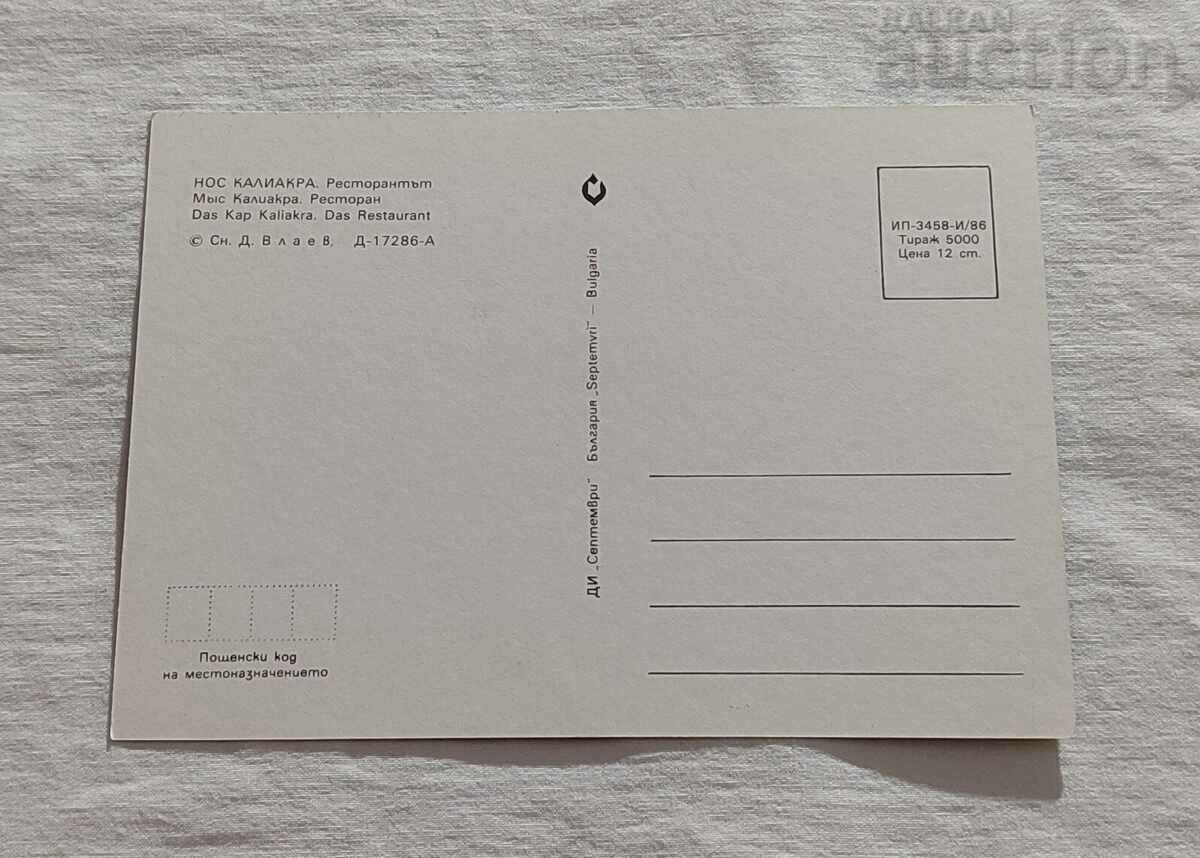 BALKAN
auction
НОС КАЛИАКРА. Ресторантът
Мыс Калиакра. Ресторан
Das Kap Kaliakra. Das Restaurant
© Сн. Д. Влаев, Д-17286-А
ДИ „Септември" България „Septemvri" — Bulgaria
ИП-3458-И/86
Тираж 5000
Цена 12 ст.
Пощенски код
на местоназначението